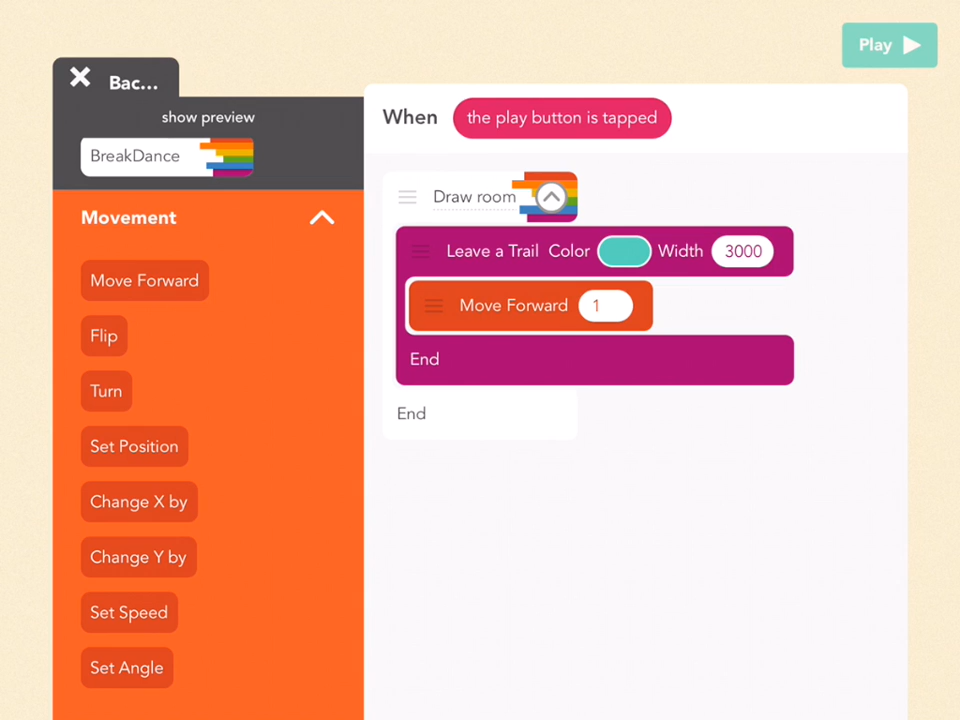 Play
Bac...
show preview
BreakDance
When the play button is tapped
Movement
Draw room
Move Forward
Leave a Trail Color Width 3000
Flip
Move Forward 1
Turn
End
Set Position
End
Change X by
Change Y by
Set Speed
Set Angle